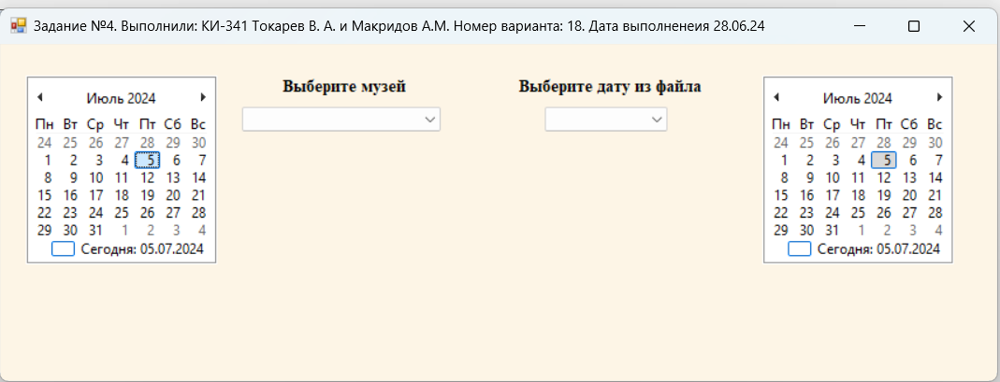 Задание №4. Выполнили: КИ-341 Токарев В. А. и Макридов А.М. Номер варианта: 18. Дата выполненеия 28.06.24
Июль 2024
Пн Вт Ср Чт Пт Сб Вс
24 25 26 27 28 29 30
1 2 3 4 5 6 7
8 9 10 11 12 13 14
15 16 17 18 19 20 21
22 23 24 25 26 27 28
29 30 31 1 2 3 4
Сегодня: 05.07.2024
Выберите музей
Выберите дату из файла
Июль 2024
Пн Вт Ср Чт Пт Сб Вс
24 25 26 27 28 29 30
1 2 3 4 5 6 7
8 9 10 11 12 13 14
15 16 17 18 19 20 21
22 23 24 25 26 27 28
29 30 31 1 2 3 4
Сегодня: 05.07.2024